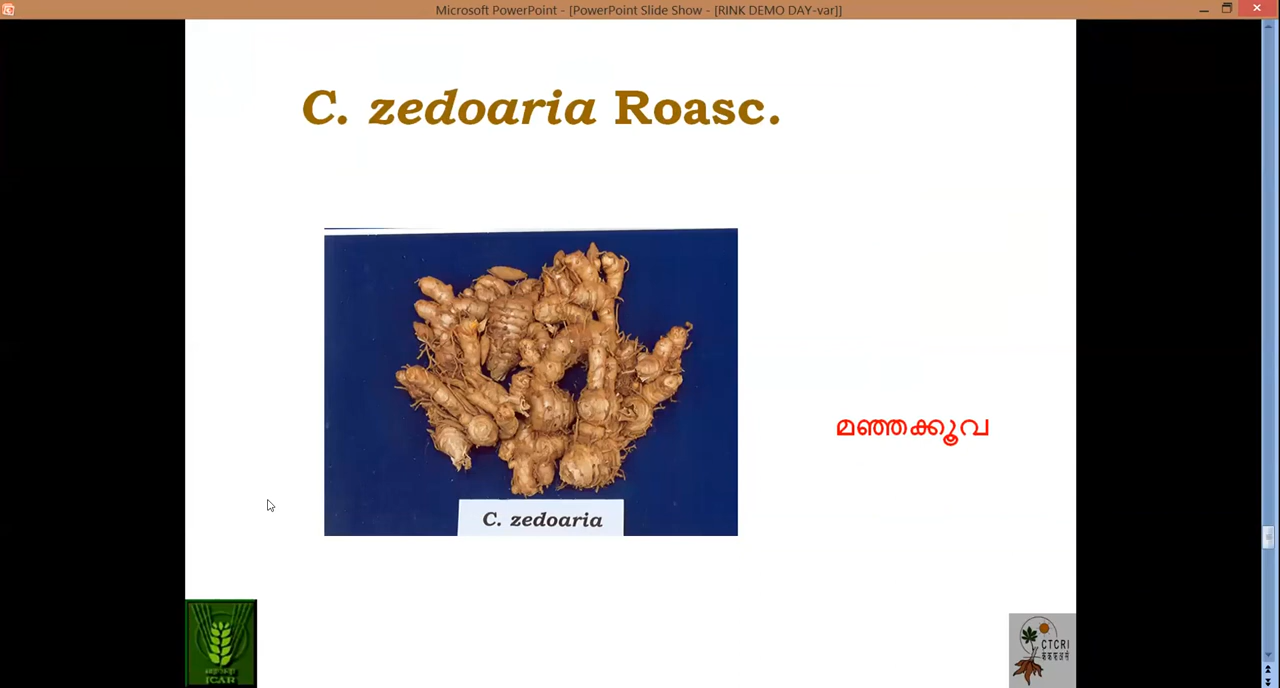 Microsoft PowerPoint - [PowerPoint Slide Show - [RINK DEMO DAY-var]]
C. zedoaria Roasc.
മഞ്ഞക്കൂവ
C. zedoaria
ICAR
CTCRI